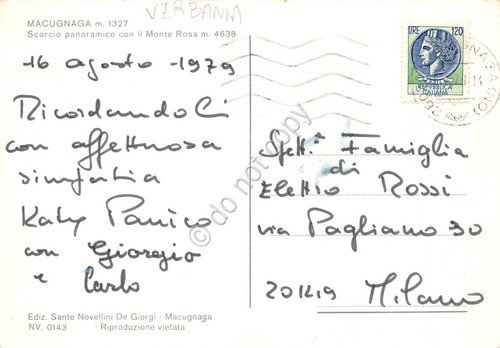 VERBANIA
MACUGNAGA m. 1327
Scorcio panoramico con il Monte Rosa m. 4638
16 agosto - 1979
Ricordandoci
con affettuosa
simpatia
Katy Panico
con Giorgio
e Carlo
Ediz. Sante Novellini De Giorgi - Macugnaga
NV. 0143 - Riproduzione vietata
LIRE 120
Spett.a Famiglia
di
Elettio Rossi
via Pagliano 30
20149 Milano
do not copy